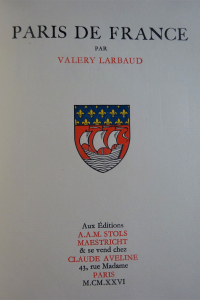 PARIS DE FRANCE
PAR
VALERY LARBAUD
Aux Editions
A.A.M. STOLS
MAESTRICHT
& se vend chez
CLAUDE AVELINE
43, rue Madame
PARIS
M.CM.XXVI